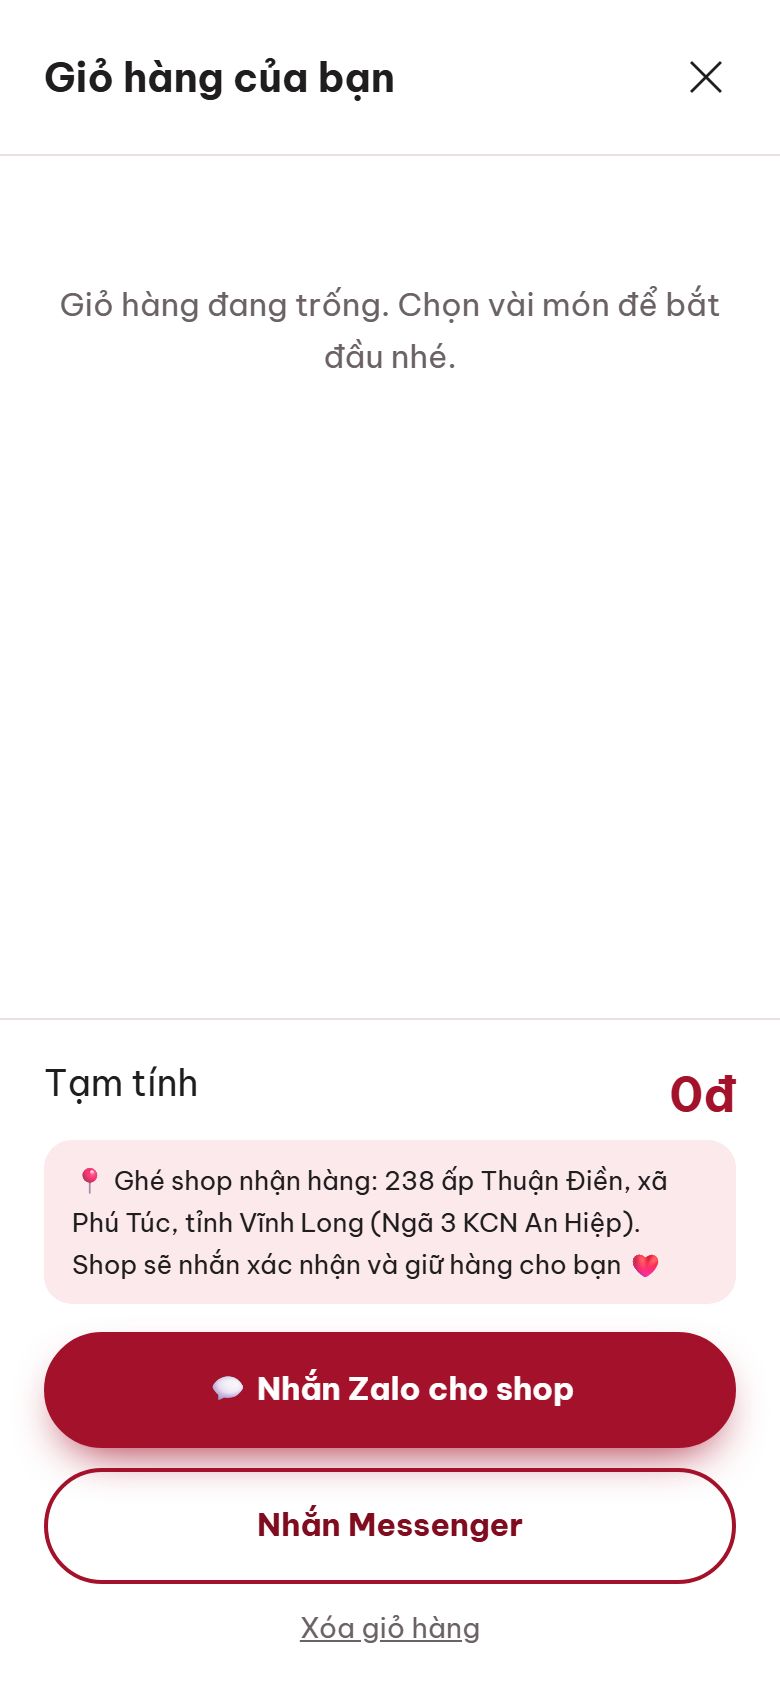 Giỏ hàng của bạn
Giỏ hàng đang trống. Chọn vài món để bắt
đầu nhé.
Tạm tính
0đ
📍 Ghé shop nhận hàng: 238 ấp Thuận Điền, xã
Phú Túc, tỉnh Vĩnh Long (Ngã 3 KCN An Hiệp).
Shop sẽ nhắn xác nhận và giữ hàng cho bạn ❤️
💬 Nhắn Zalo cho shop
Nhắn Messenger
Xóa giỏ hàng